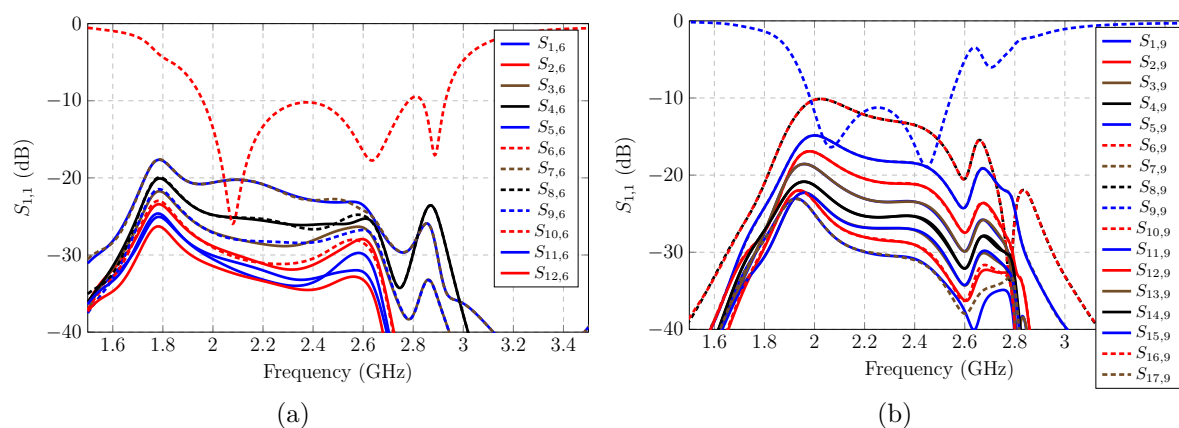 0
−10
−20
−30
−40
1.6 1.8 2 2.2 2.4 2.6 2.8 3 3.2 3.4
Frequency (GHz)
S1,1 (dB)
S1,6
S2,6
S3,6
S4,6
S5,6
S6,6
S7,6
S8,6
S9,6
S10,6
S11,6
S12,6
(a)
0
−10
−20
−30
−40
1.6 1.8 2 2.2 2.4 2.6 2.8 3
Frequency (GHz)
S1,1 (dB)
S1,9
S2,9
S3,9
S4,9
S5,9
S6,9
S7,9
S8,9
S9,9
S10,9
S11,9
S12,9
S13,9
S14,9
S15,9
S16,9
S17,9
(b)